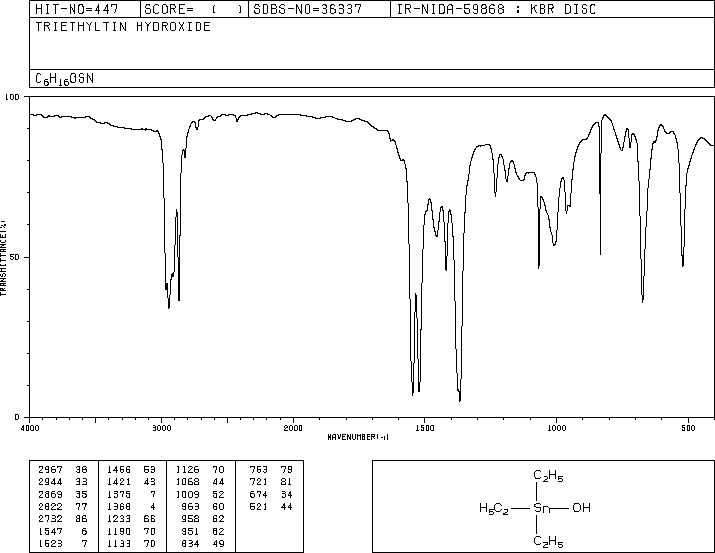 HIT-NO=447 SCORE= ( ) SDBS-NO=36337 IR-NIDA-59868 : KBR DISC
TRIETHYLTIN HYDROXIDE
C6H16OSN
100
TRANSMITTANCE(%)
50
0
4000 3000 2000 1500 1000 500
WAVENUMBER(-1)
2967 36 1466 53 1126 70 753 79
2944 33 1421 43 1068 44 721 81
2869 35 1375 7 1009 52 674 34
2822 77 1368 4 963 60 521 44
2732 86 1233 66 958 62
1547 6 1190 70 951 62
1523 7 1133 70 834 49
C2H5
H5C2 Sn OH
C2H5